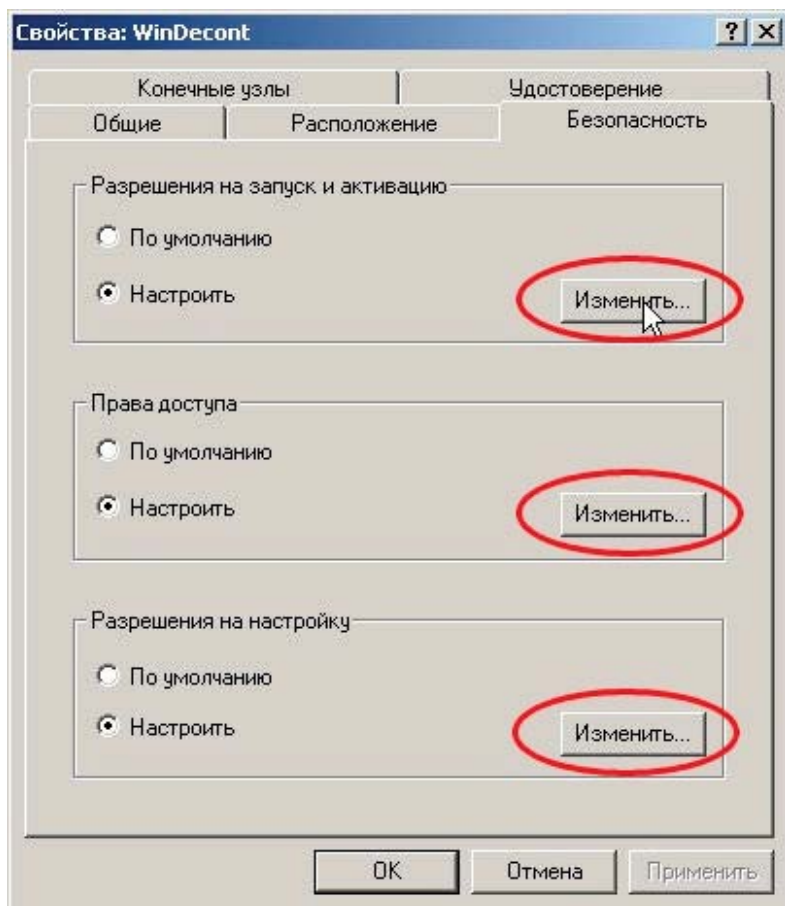 Свойства: WinDecont
Конечные узлы Удостоверение
Общие Расположение Безопасность
Разрешения на запуск и активацию
По умолчанию
Настроить Изменить...
Права доступа
По умолчанию
Настроить Изменить...
Разрешения на настройку
По умолчанию
Настроить Изменить...
OK Отмена Применить